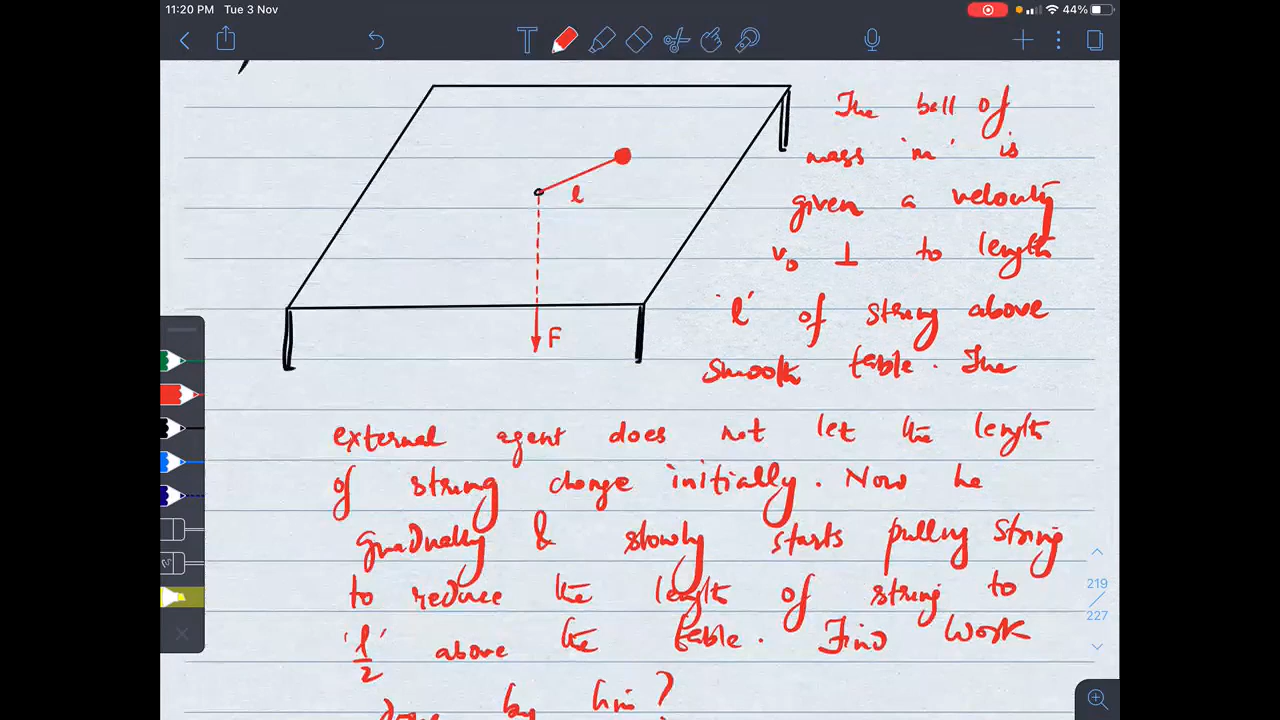 11:20 PM Tue 3 Nov
44%
T
l
F
The ball of
mass 'm' is
given a velocity
v₀ ⊥ to length
'l' of string above
smooth table. The
external agent does not let the length
of string change initially. Now he
gradually & slowly starts pulling string
to reduce the length of string to
'l/2' above the table. Find work
done by him?
219
227